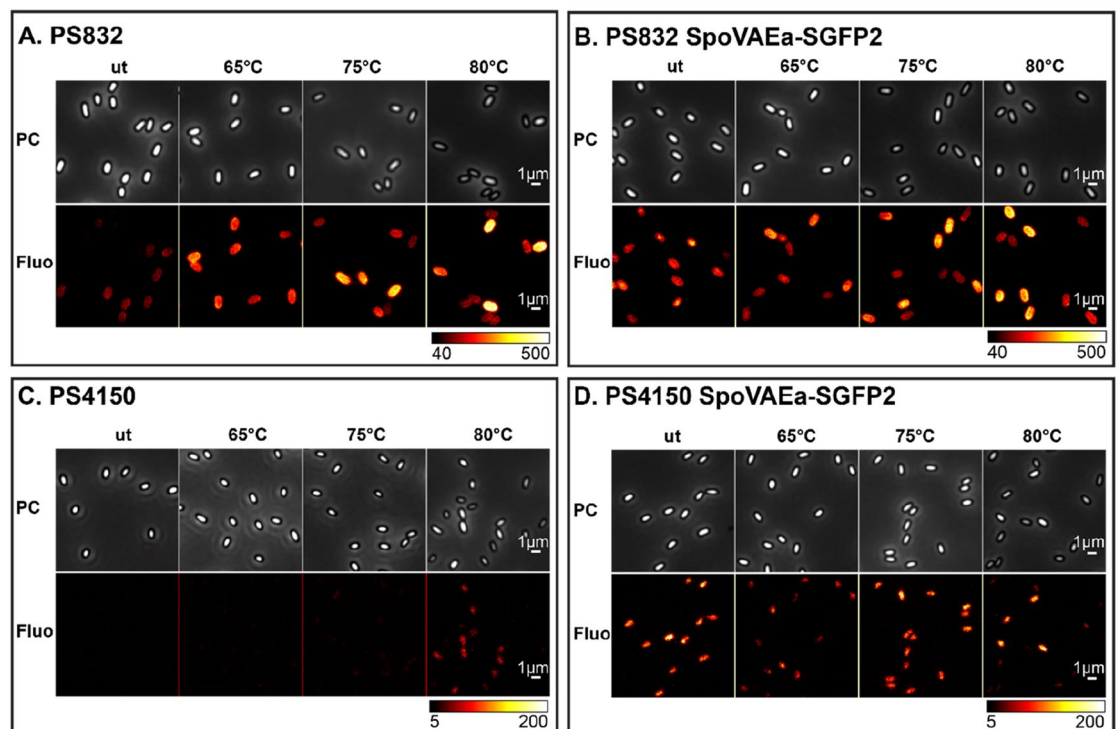 A. PS832
ut 65°C 75°C 80°C
PC
1µm
Fluo
1µm
40 500
B. PS832 SpoVAEa-SGFP2
ut 65°C 75°C 80°C
PC
1µm
Fluo
1µm
40 500
C. PS4150
ut 65°C 75°C 80°C
PC
1µm
Fluo
1µm
5 200
D. PS4150 SpoVAEa-SGFP2
ut 65°C 75°C 80°C
PC
1µm
Fluo
1µm
5 200